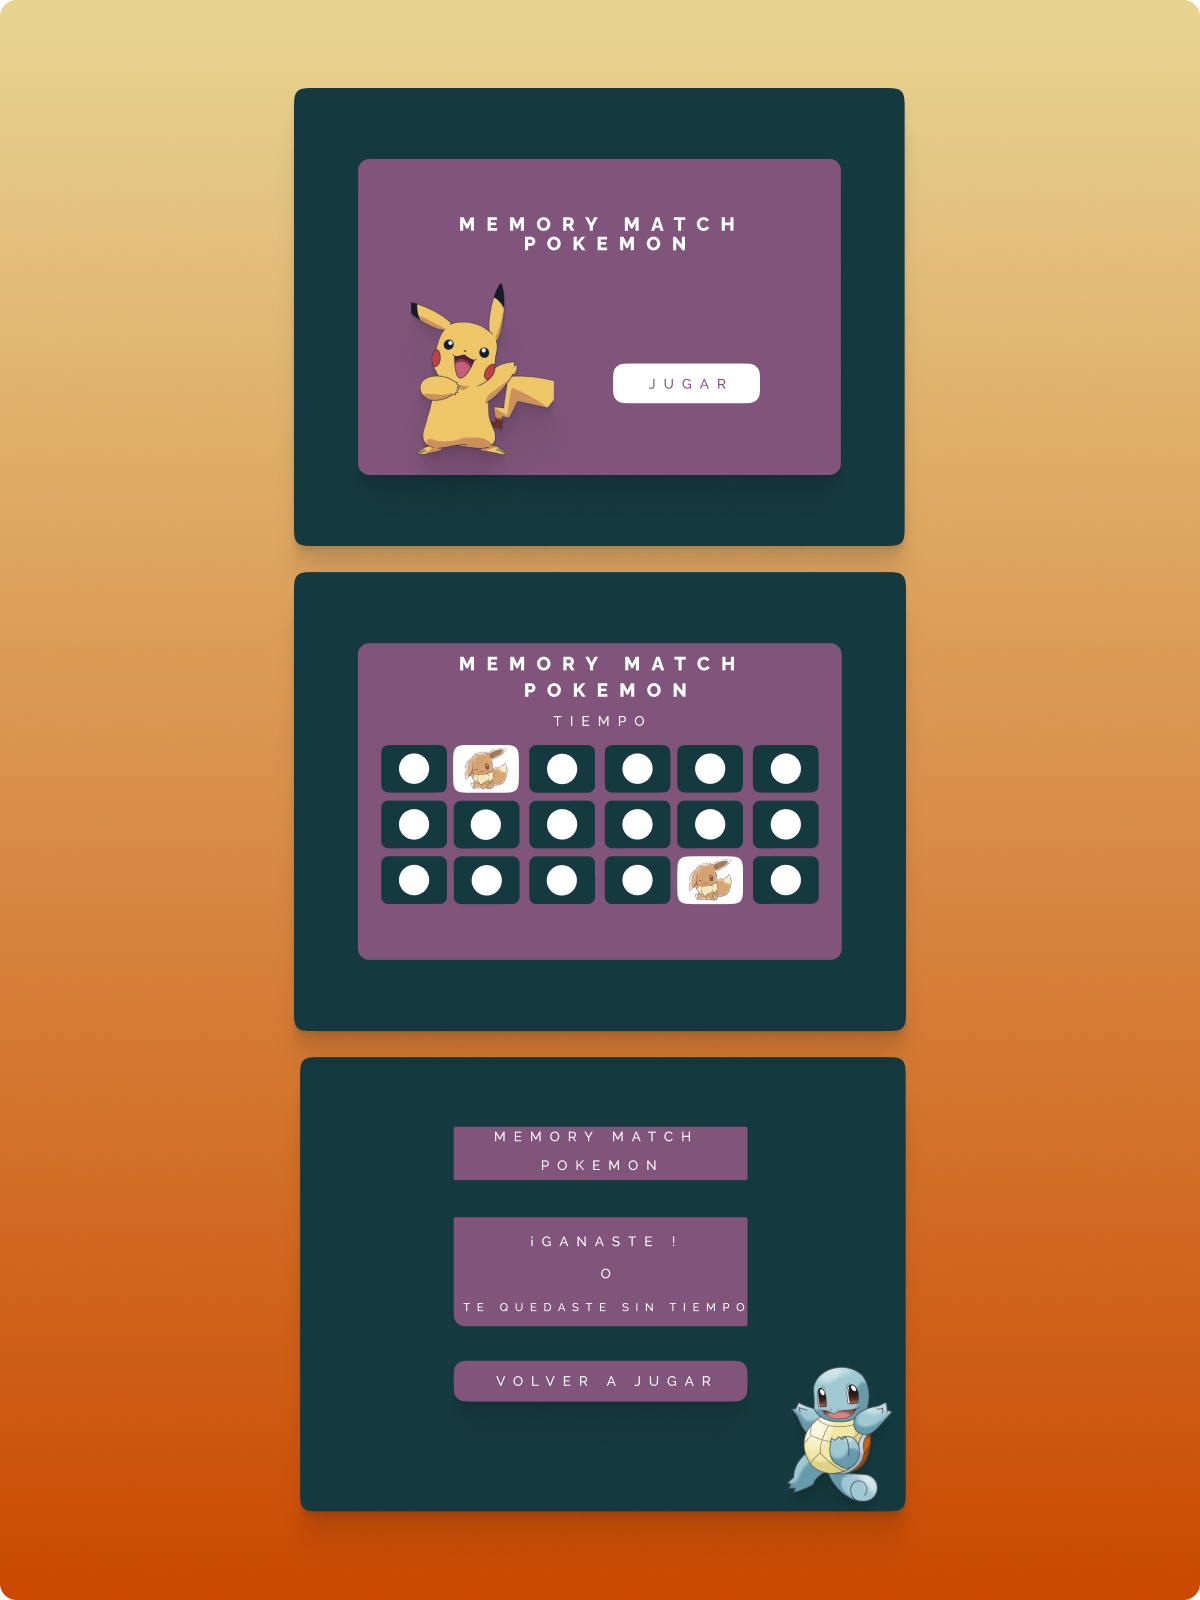 MEMORY MATCH
POKEMON
JUGAR
MEMORY MATCH
POKEMON
TIEMPO
MEMORY MATCH
POKEMON
¡GANASTE !
O
TE QUEDASTE SIN TIEMPO
VOLVER A JUGAR